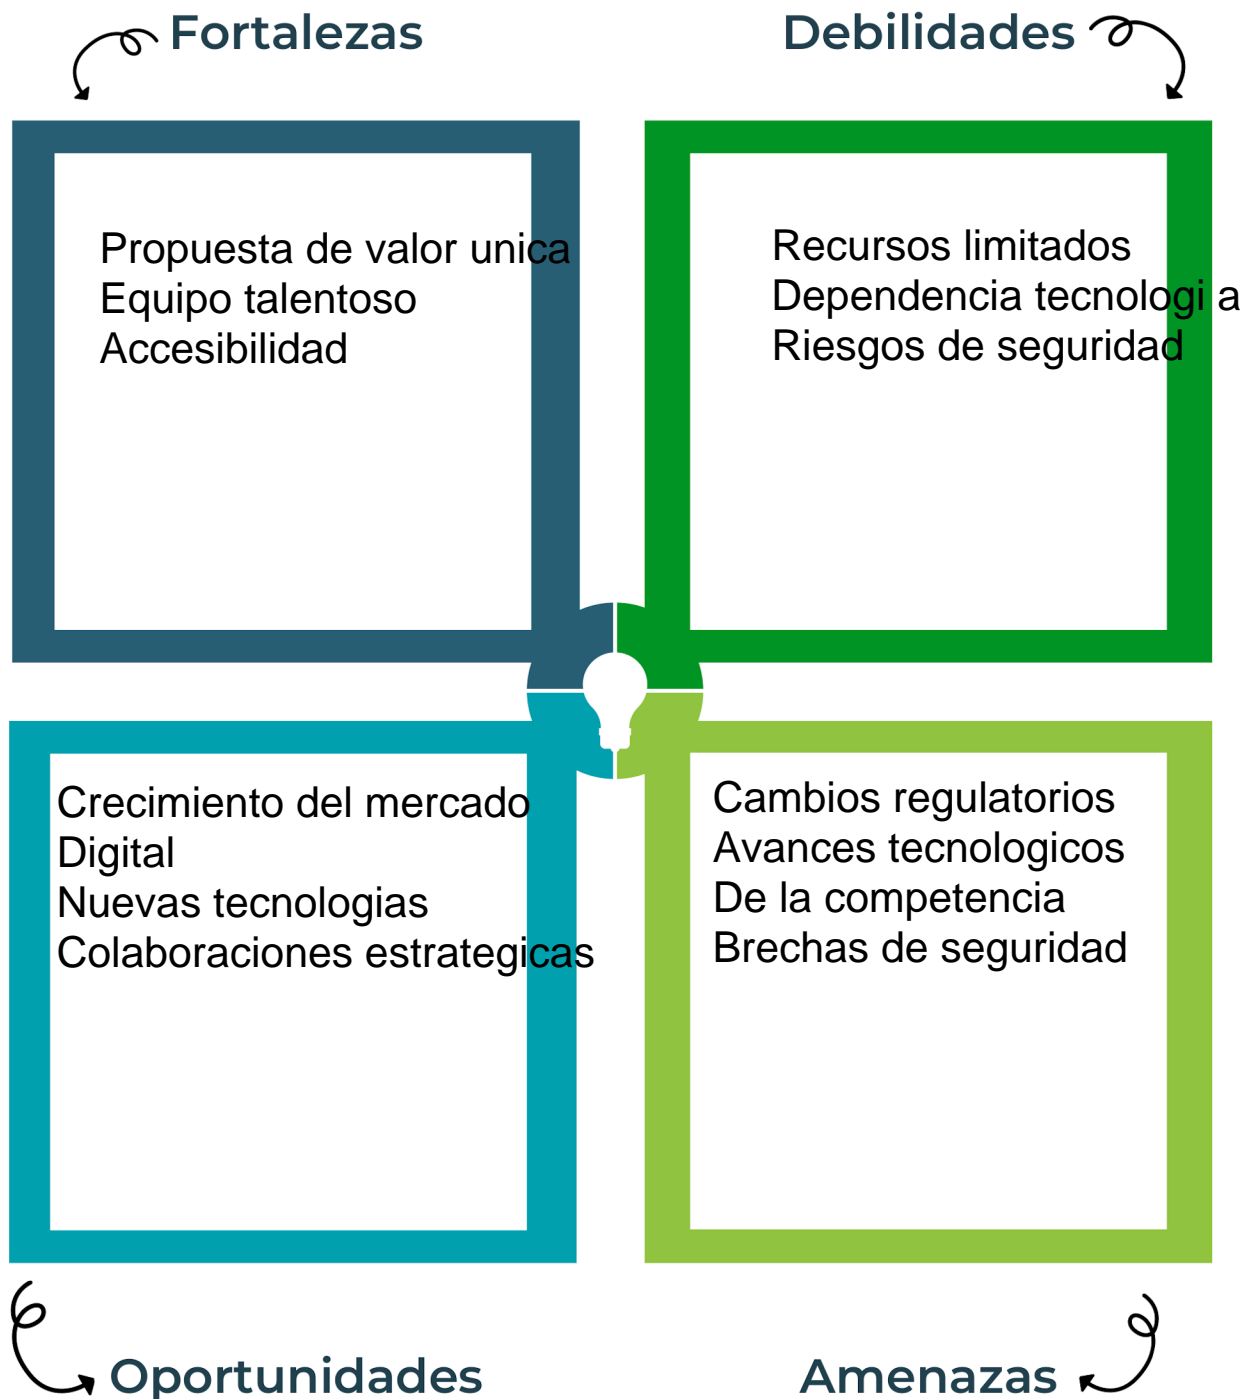 Fortalezas
Debilidades
Propuesta de valor unica
Equipo talentoso
Accesibilidad
Recursos limitados
Dependencia tecnologi a
Riesgos de seguridad
Crecimiento del mercado
Digital
Nuevas tecnologias
Colaboraciones estrategicas
Cambios regulatorios
Avances tecnologicos
De la competencia
Brechas de seguridad
Oportunidades
Amenazas